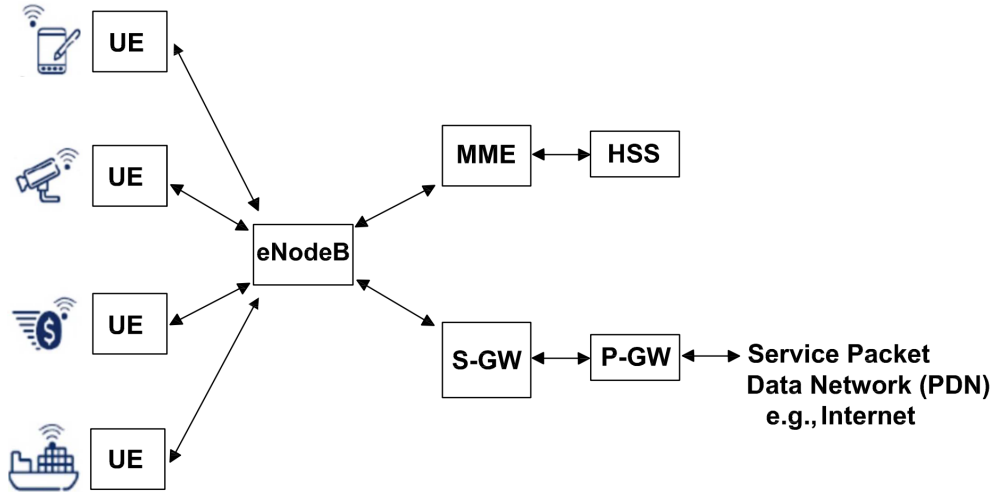 UE
UE
MME
HSS
eNodeB
UE
$
S-GW
P-GW
Service Packet
Data Network (PDN)
e.g., Internet
UE